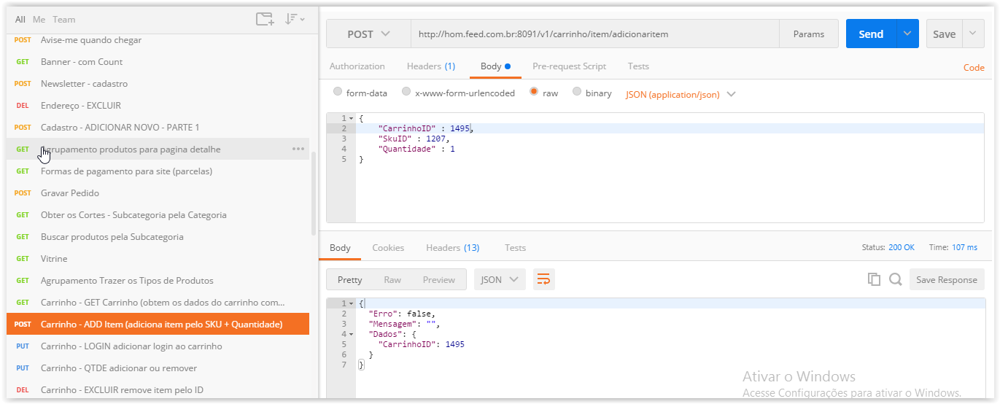 All Me Team
POST Avise-me quando chegar
GET Banner - com Count
POST Newsletter - cadastro
DEL Endereço - EXCLUIR
POST Cadastro - ADICIONAR NOVO - PARTE 1
GET Agrupamento produtos para pagina detalhe
GET Formas de pagamento para site (parcelas)
POST Gravar Pedido
GET Obter os Cortes - Subcategoria pela Categoria
GET Buscar produtos pela Subcategoria
GET Vitrine
GET Agrupamento Trazer os Tipos de Produtos
GET Carrinho - GET Carrinho (obtem os dados do carrinho com...
POST Carrinho - ADD Item (adiciona item pelo SKU + Quantidade)
PUT Carrinho - LOGIN adicionar login ao carrinho
PUT Carrinho - QTDE adicionar ou remover
DEL Carrinho - EXCLUIR remove item pelo ID
POST http://hom.feed.com.br:8091/v1/carrinho/item/adicionaritem Params Send Save
Authorization Headers (1) Body Pre-request Script Tests Code
form-data x-www-form-urlencoded raw binary JSON (application/json)
1 {
2 "CarrinhoID" : 1495,
3 "SkuID" : 1207,
4 "Quantidade" : 1
5 }
Body Cookies Headers (13) Tests Status: 200 OK Time: 107 ms
Pretty Raw Preview JSON Save Response
1 {
2 "Erro": false,
3 "Mensagem": "",
4 "Dados": {
5 "CarrinhoID": 1495
6 }
7 }
Ativar o Windows
Acesse Configurações para ativar o Windows.